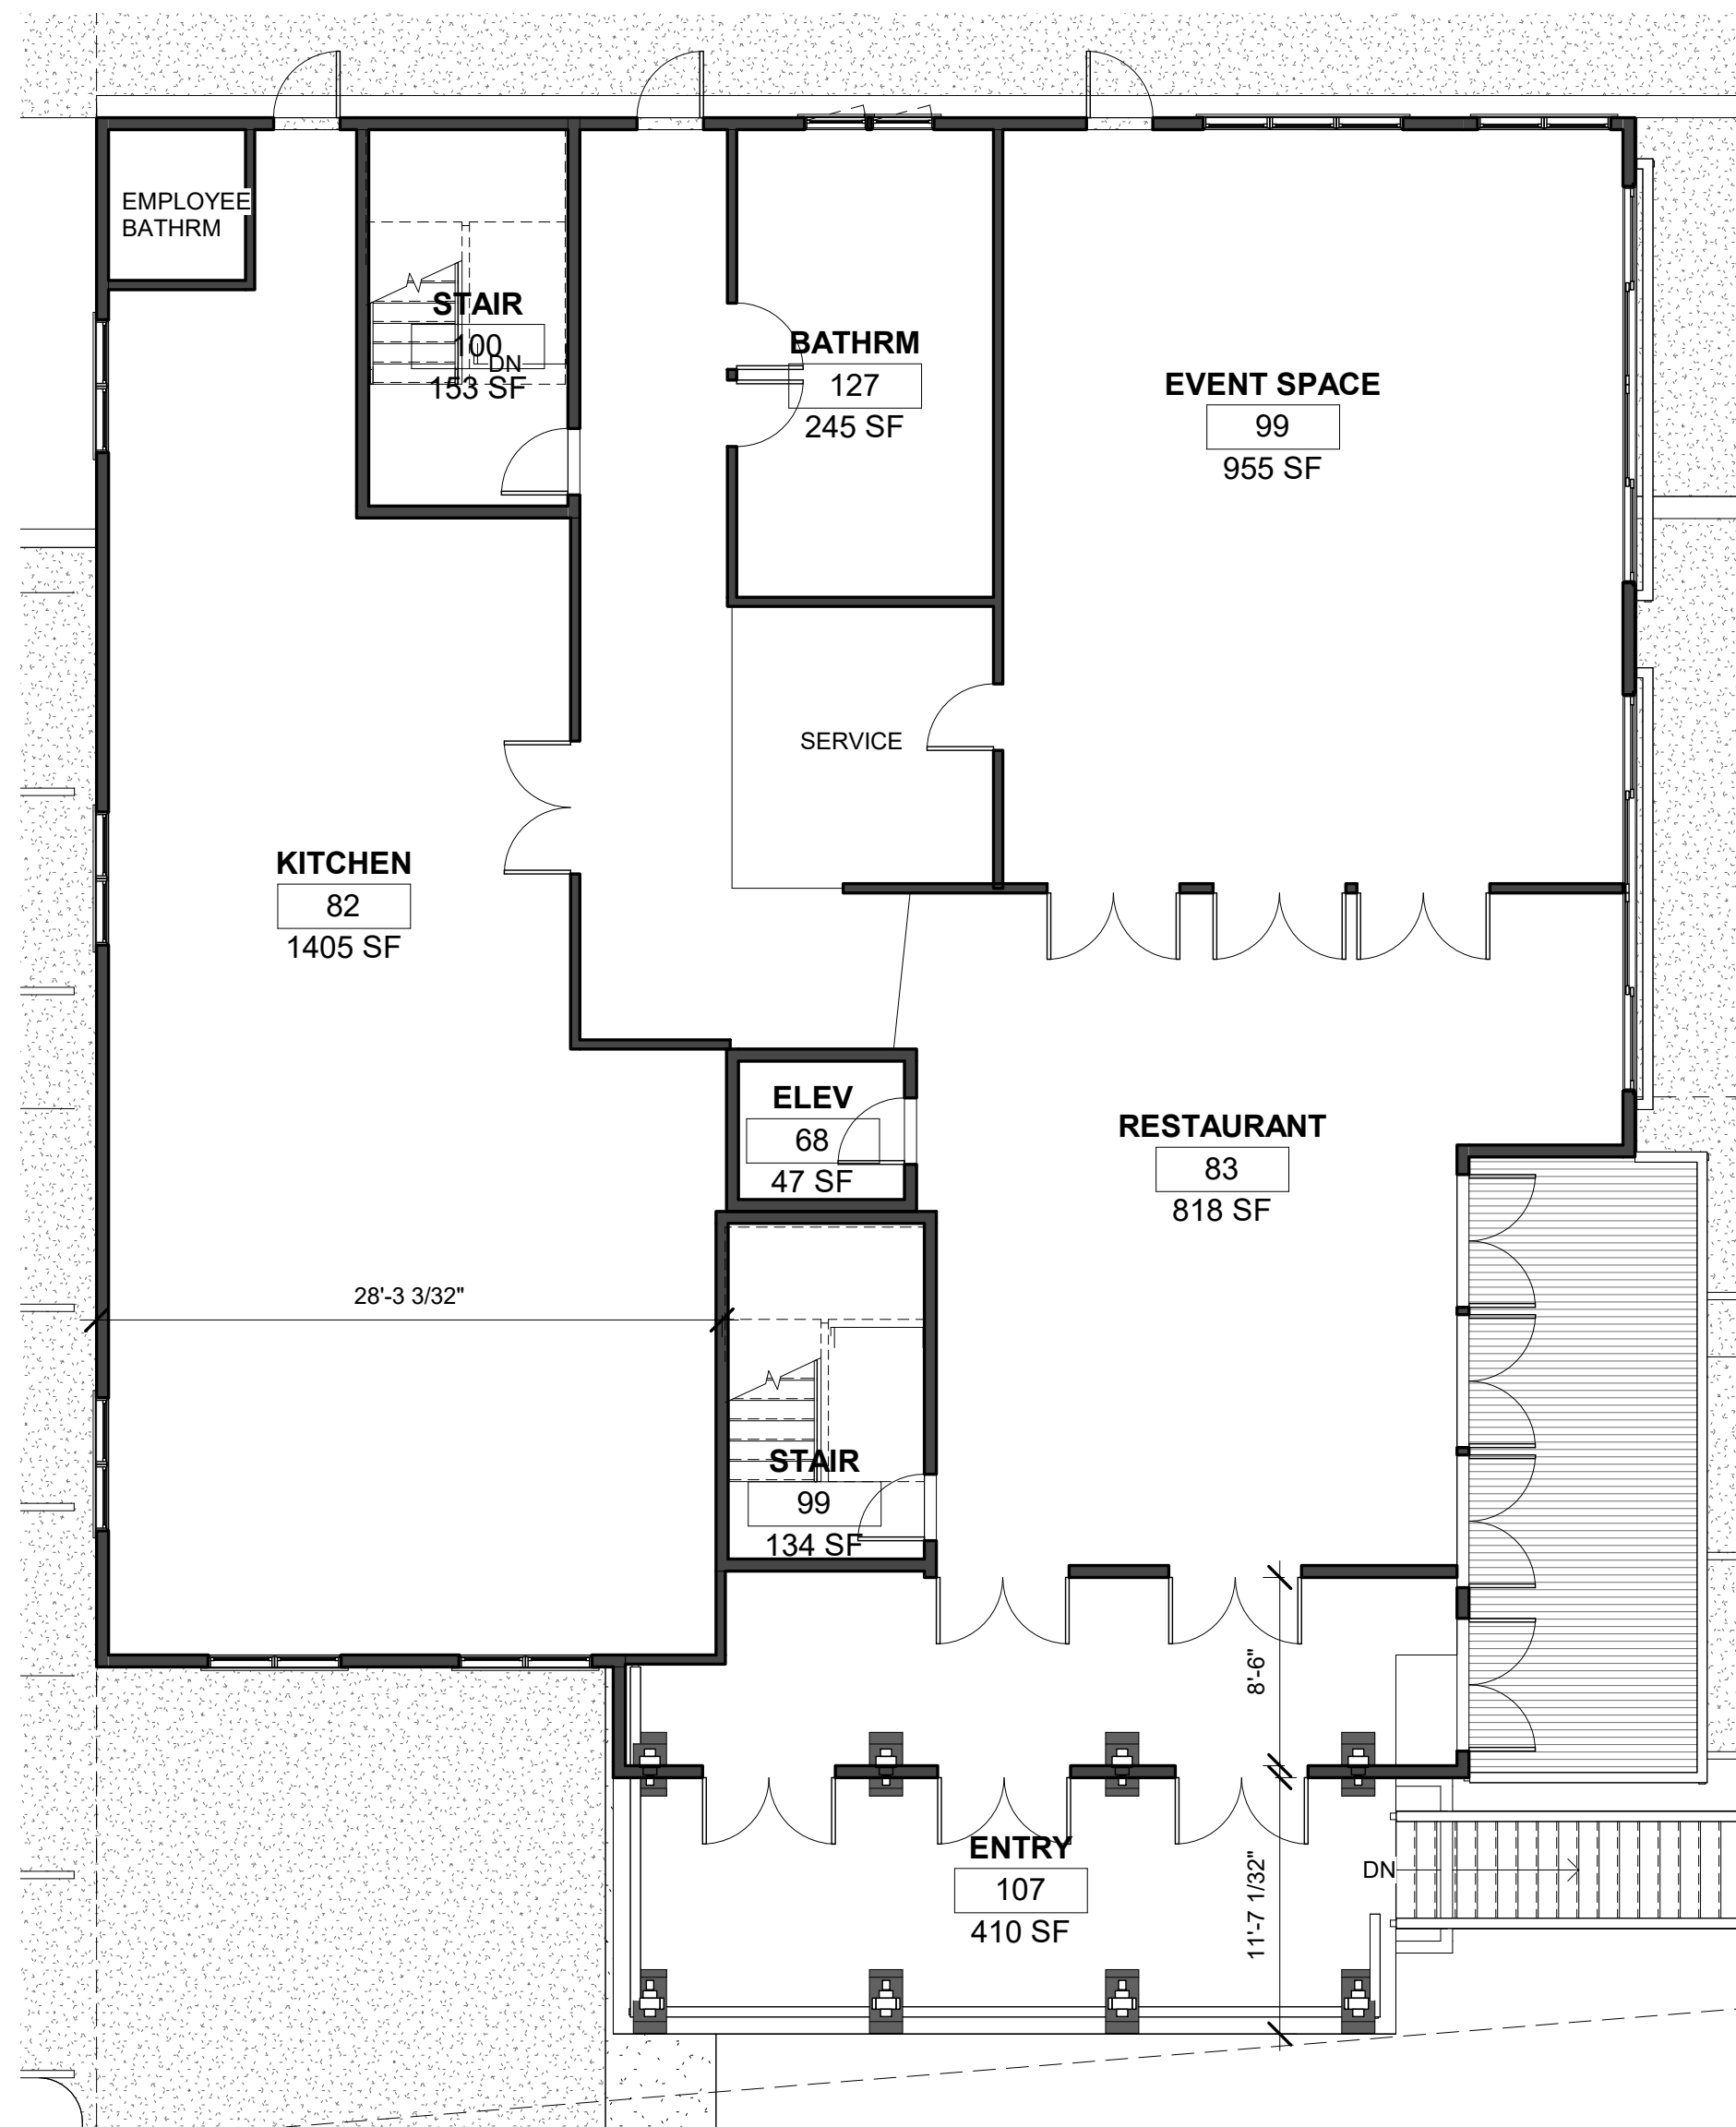 EMPLOYEE
BATHRM
STAIR
100
DN
153 SF
BATHRM
127
245 SF
EVENT SPACE
99
955 SF
SERVICE
KITCHEN
82
1405 SF
ELEV
68
47 SF
RESTAURANT
83
818 SF
28'-3 3/32"
STAIR
99
134 SF
8'-6"
ENTRY
107
410 SF
11'-7 1/32"
DN